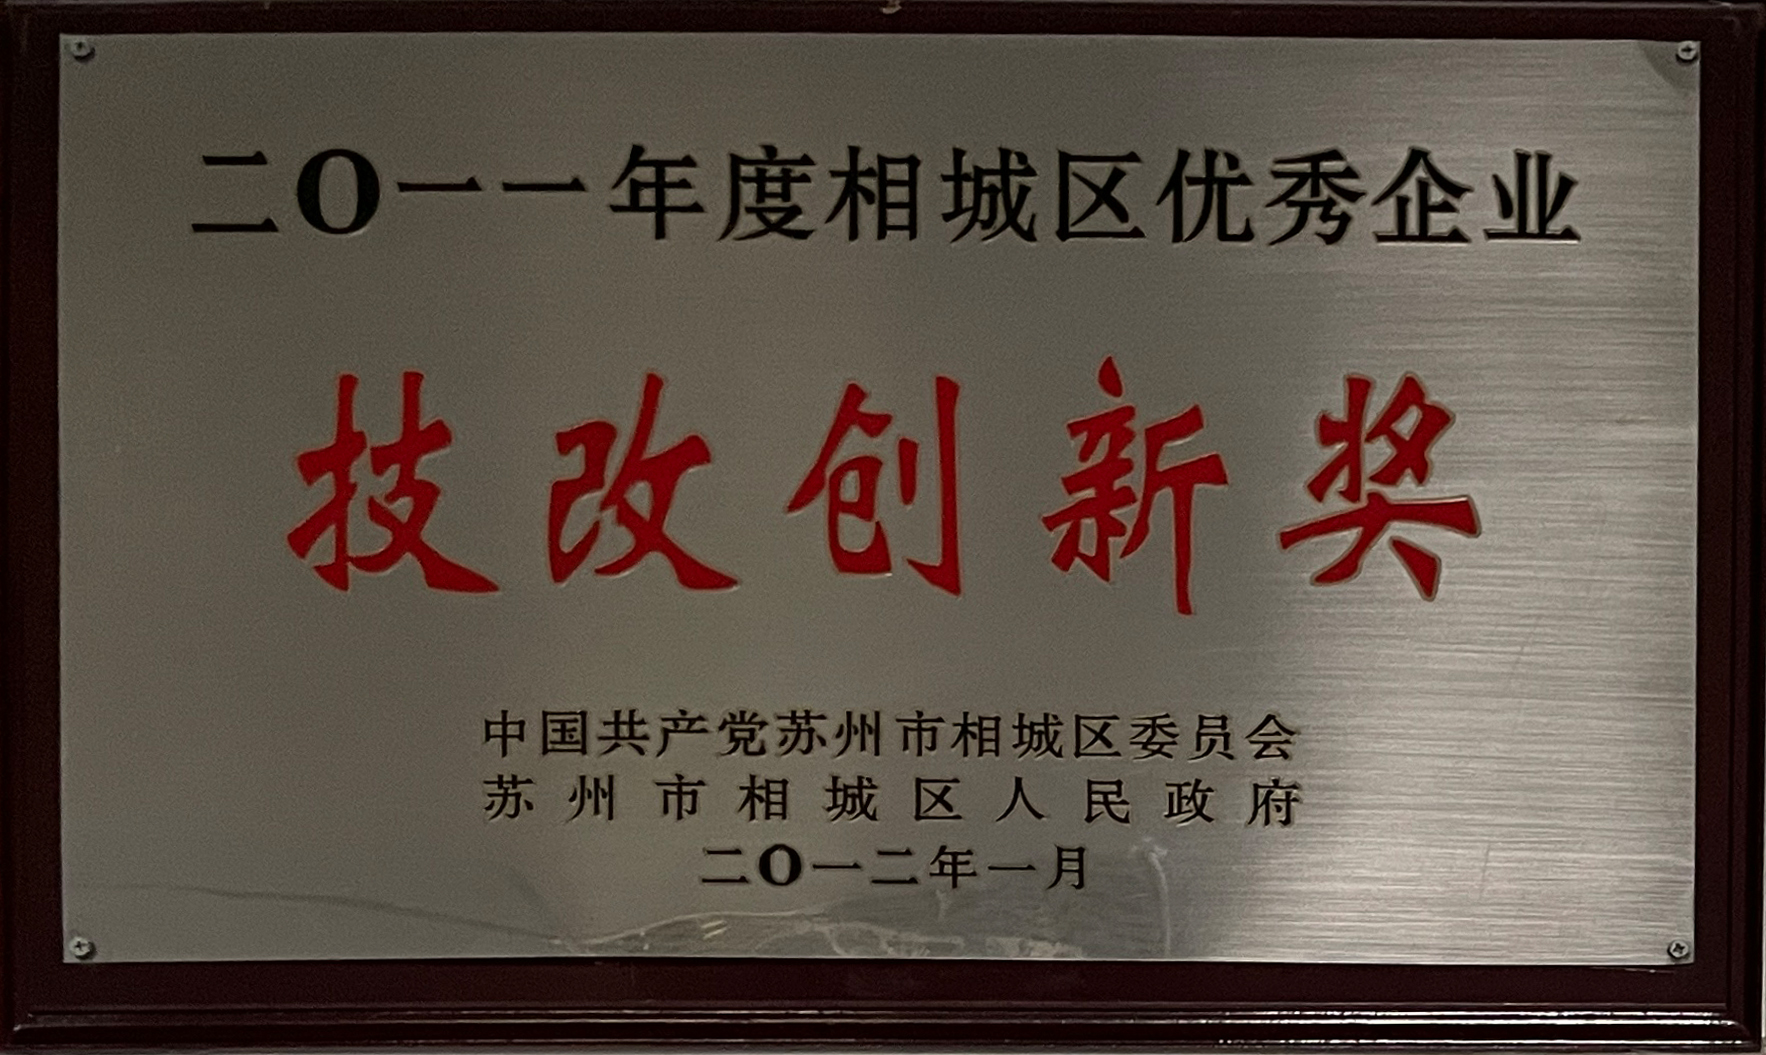 二O一一年度相城区优秀企业
技改创新奖
中国共产党苏州市相城区委员会
苏州市相城区人民政府
二O一二年一月